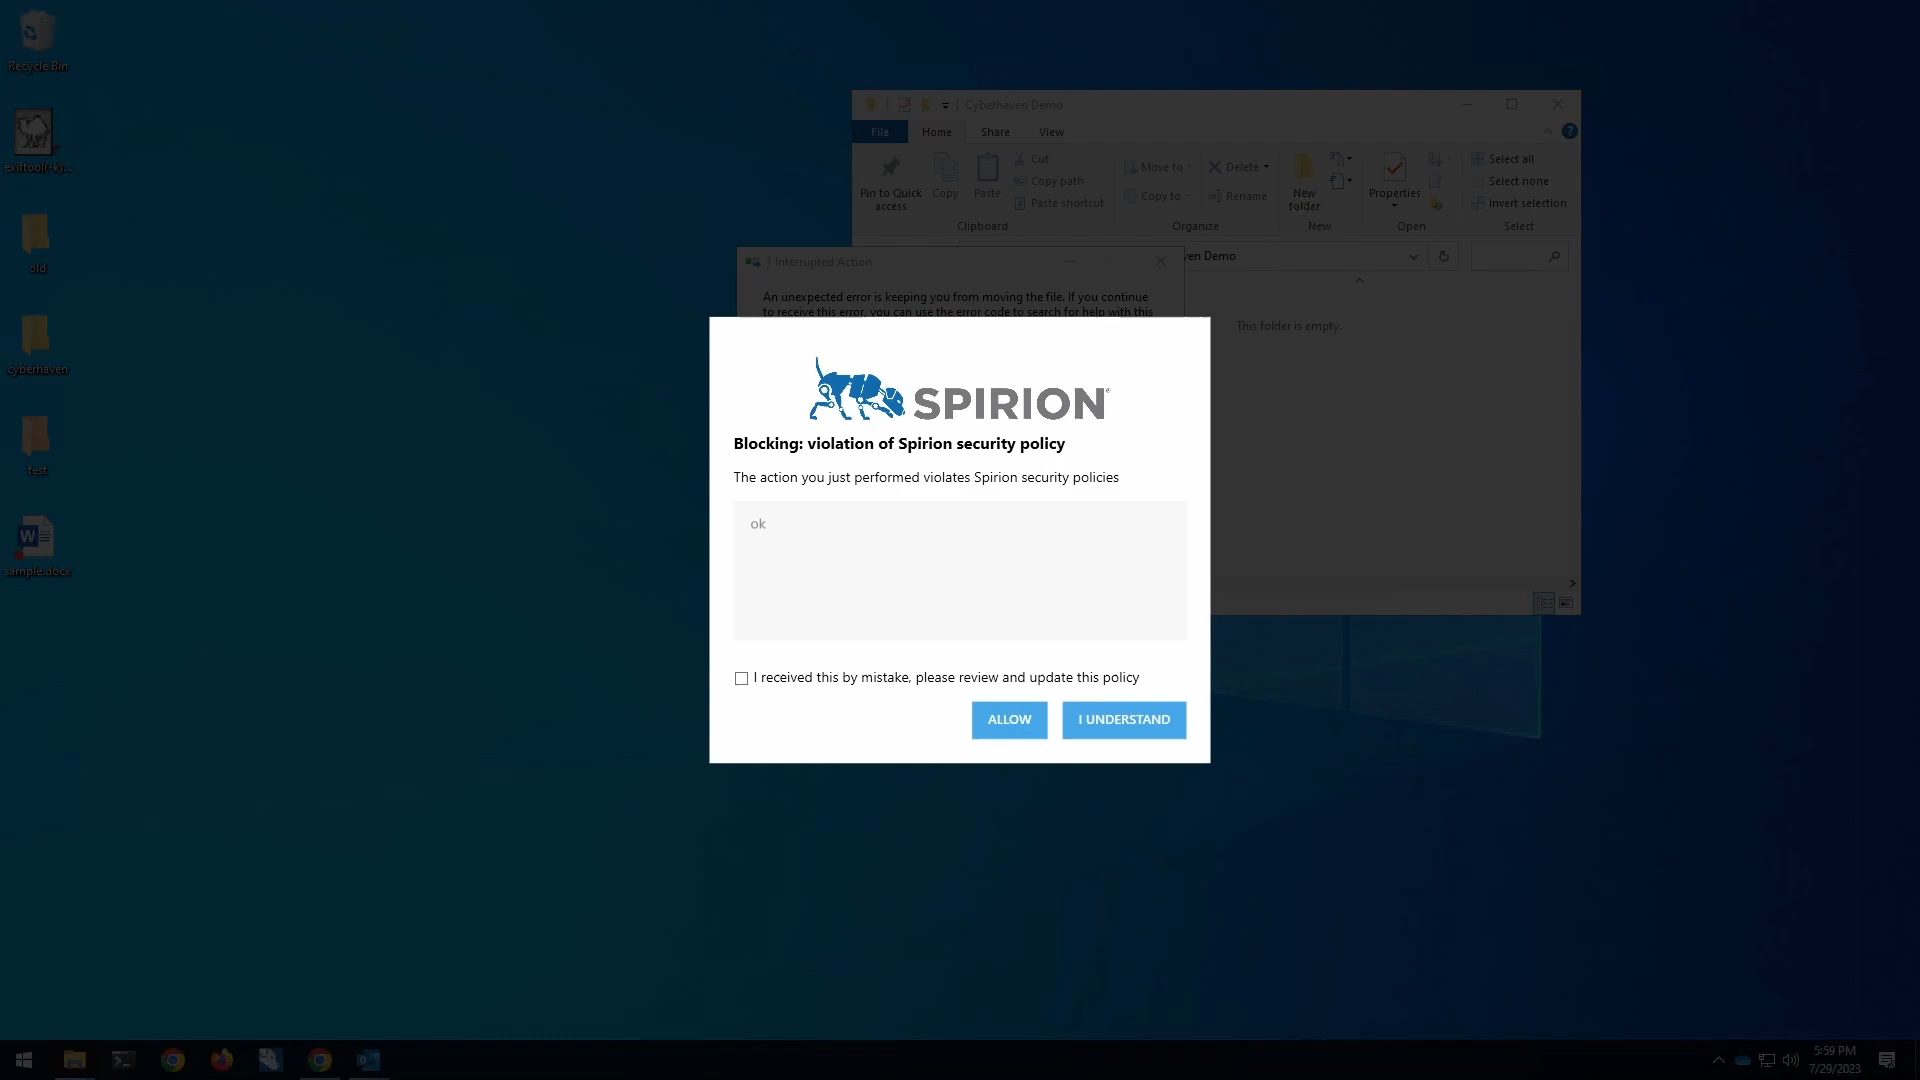 Recycle Bin
exiftool(-k)...
old
cyberhaven
test
sample.docx
Cyberhaven Demo
File
Home
Share
View
Pin to Quick access
Copy
Paste
Cut
Copy path
Paste shortcut
Clipboard
Move to
Copy to
Delete
Rename
Organize
New folder
New
Properties
Open
Select all
Select none
Invert selection
Select
ven Demo
This folder is empty.
1 Interrupted Action
An unexpected error is keeping you from moving the file. If you continue
to receive this error, you can use the error code to search for help with this
SPIRION®
Blocking: violation of Spirion security policy
The action you just performed violates Spirion security policies
ok
I received this by mistake, please review and update this policy
ALLOW
I UNDERSTAND
5:59 PM
7/29/2023